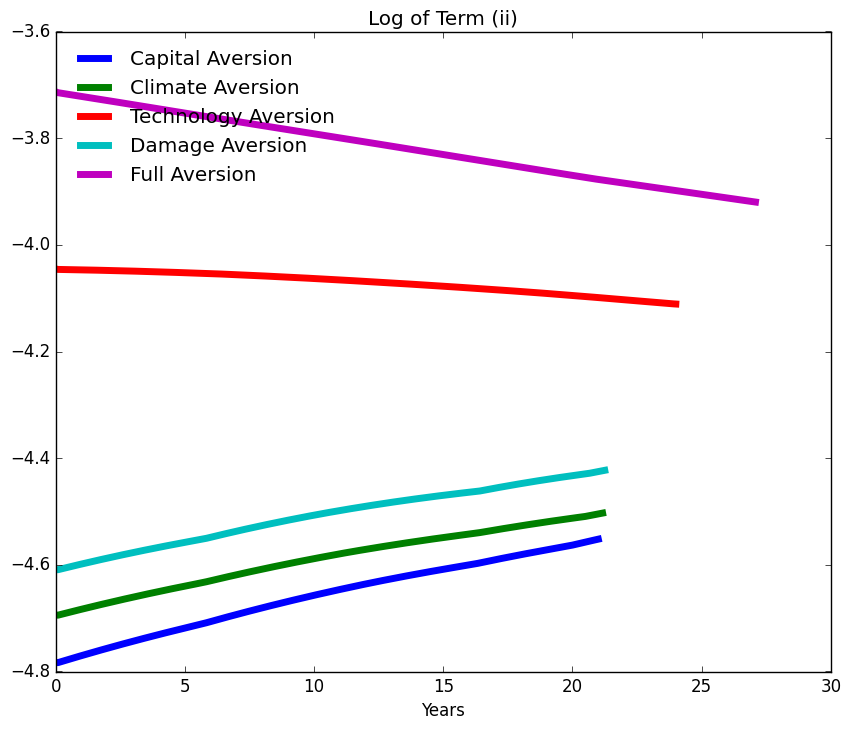 Log of Term (ii)
−3.6
−3.8
−4.0
−4.2
−4.4
−4.6
−4.8
Capital Aversion
Climate Aversion
Technology Aversion
Damage Aversion
Full Aversion
0 5 10 15 20 25 30
Years